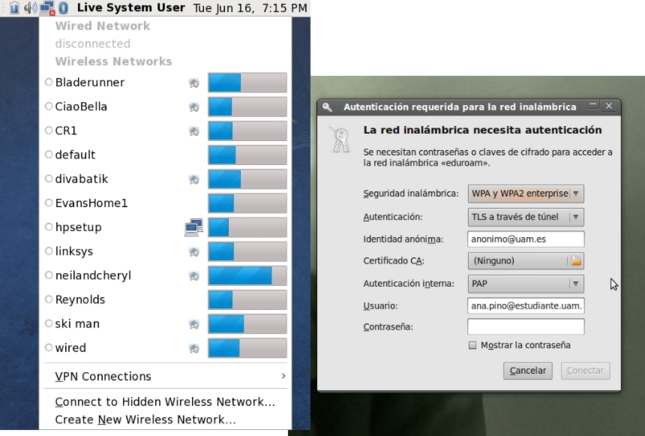 Live System User Tue Jun 16, 7:15 PM
Wired Network
disconnected
Wireless Networks
Bladerunner
CiaoBella
CR1
default
divabatik
EvansHome1
hpsetup
linksys
neilandcheryl
Reynolds
ski man
wired
VPN Connections
Connect to Hidden Wireless Network...
Create New Wireless Network...
Autenticación requerida para la red inalámbrica
La red inalámbrica necesita autenticación
Se necesitan contraseñas o claves de cifrado para acceder a
la red inalámbrica «eduroam».
Seguridad inalámbrica: WPA y WPA2 enterprise
Autenticación: TLS a través de túnel
Identidad anónima: anonimo@uam.es
Certificado CA: (Ninguno)
Autenticación interna: PAP
Usuario: ana.pino@estudiante.uam.
Contraseña:
Mostrar la contraseña
Cancelar Conectar